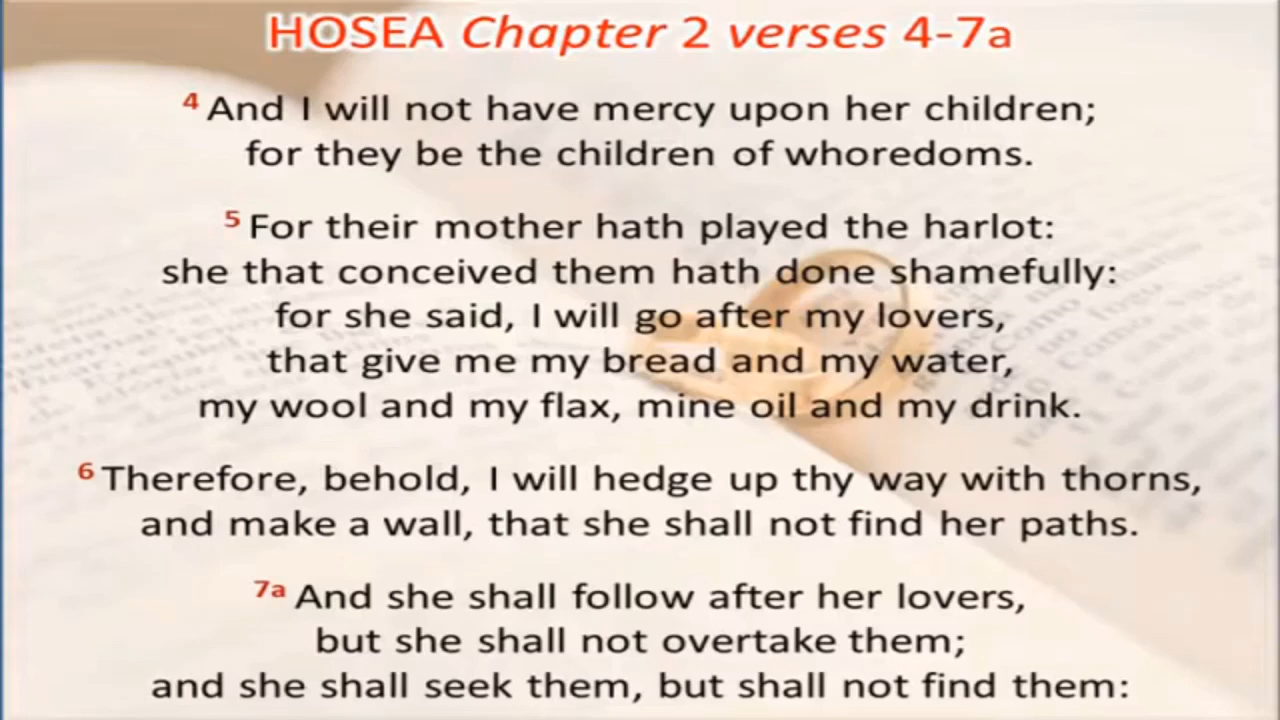 HOSEA Chapter 2 verses 4-7a
4 And I will not have mercy upon her children;
for they be the children of whoredoms.
5 For their mother hath played the harlot:
she that conceived them hath done shamefully:
for she said, I will go after my lovers,
that give me my bread and my water,
my wool and my flax, mine oil and my drink.
6 Therefore, behold, I will hedge up thy way with thorns,
and make a wall, that she shall not find her paths.
7a And she shall follow after her lovers,
but she shall not overtake them;
and she shall seek them, but shall not find them: